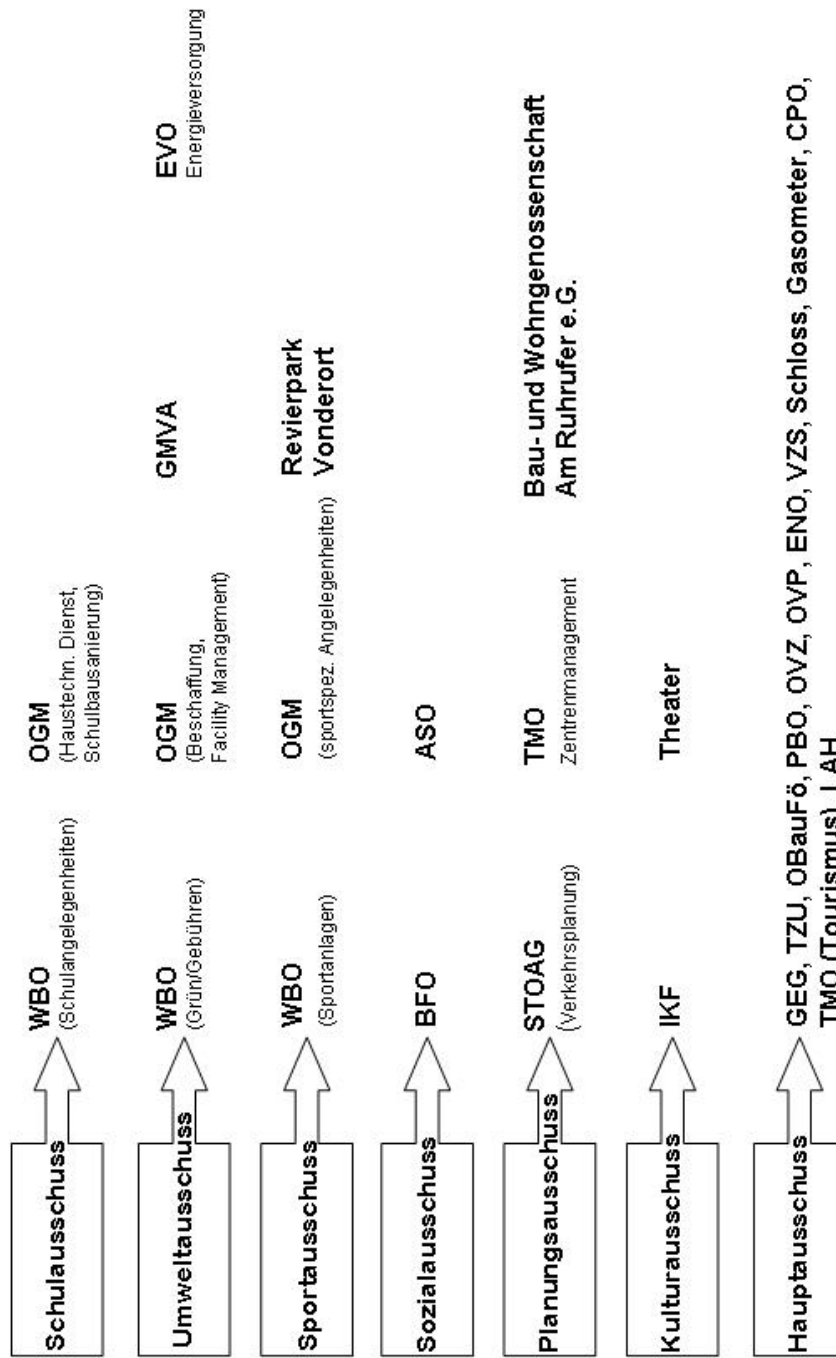 Schulausschuss
WBO
(Schulangelegenheiten)
OGM
(Haustechn. Dienst,
Schulbausanierung)
Umweltausschuss
WBO
(Grün/Gebühren)
OGM
(Beschaffung,
Facility Management)
GMVA
EVO
Energieversorgung
Sportausschuss
WBO
(Sportanlagen)
OGM
(sportspez. Angelegenheiten)
Revierpark
Vonderort
Sozialausschuss
BFO
ASO
Planungsausschuss
STOAG
(Verkehrsplanung)
TMO
Zentrenmanagement
Bau- und Wohngenossenschaft
Am Ruhrufer e.G.
Kulturausschuss
IKF
Theater
Hauptausschuss
GEG, TZU, OBauFö, PBO, OVZ, OVP, ENO, VZS, Schloss, Gasometer, CPO,
TMO (Tourismus)